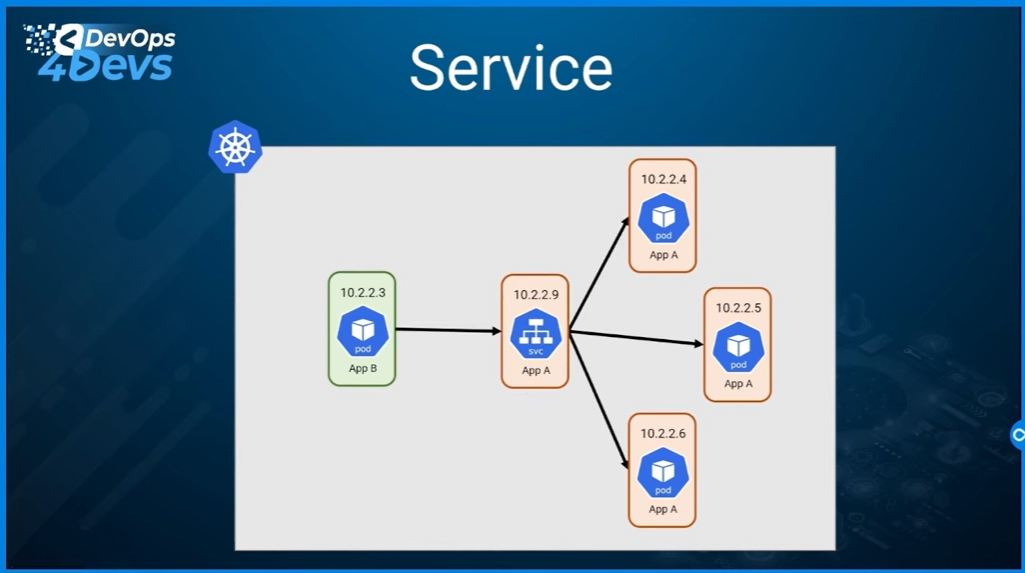 DevOps
4Devs
Service
10.2.2.4
pod
App A
10.2.2.3
pod
App B
10.2.2.9
svc
App A
10.2.2.5
pod
App A
10.2.2.6
pod
App A